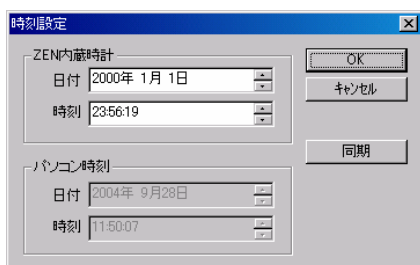 時刻設定
ZEN内蔵時計
日付 2000年 1月 1日
時刻 23:56:19
OK
キャンセル
同期
パソコン時刻
日付 2004年 9月28日
時刻 11:50:07